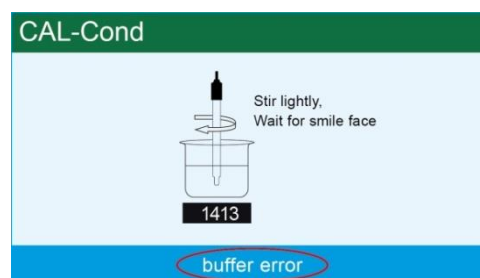 CAL-Cond
Stir lightly,
Wait for smile face
1413
buffer error